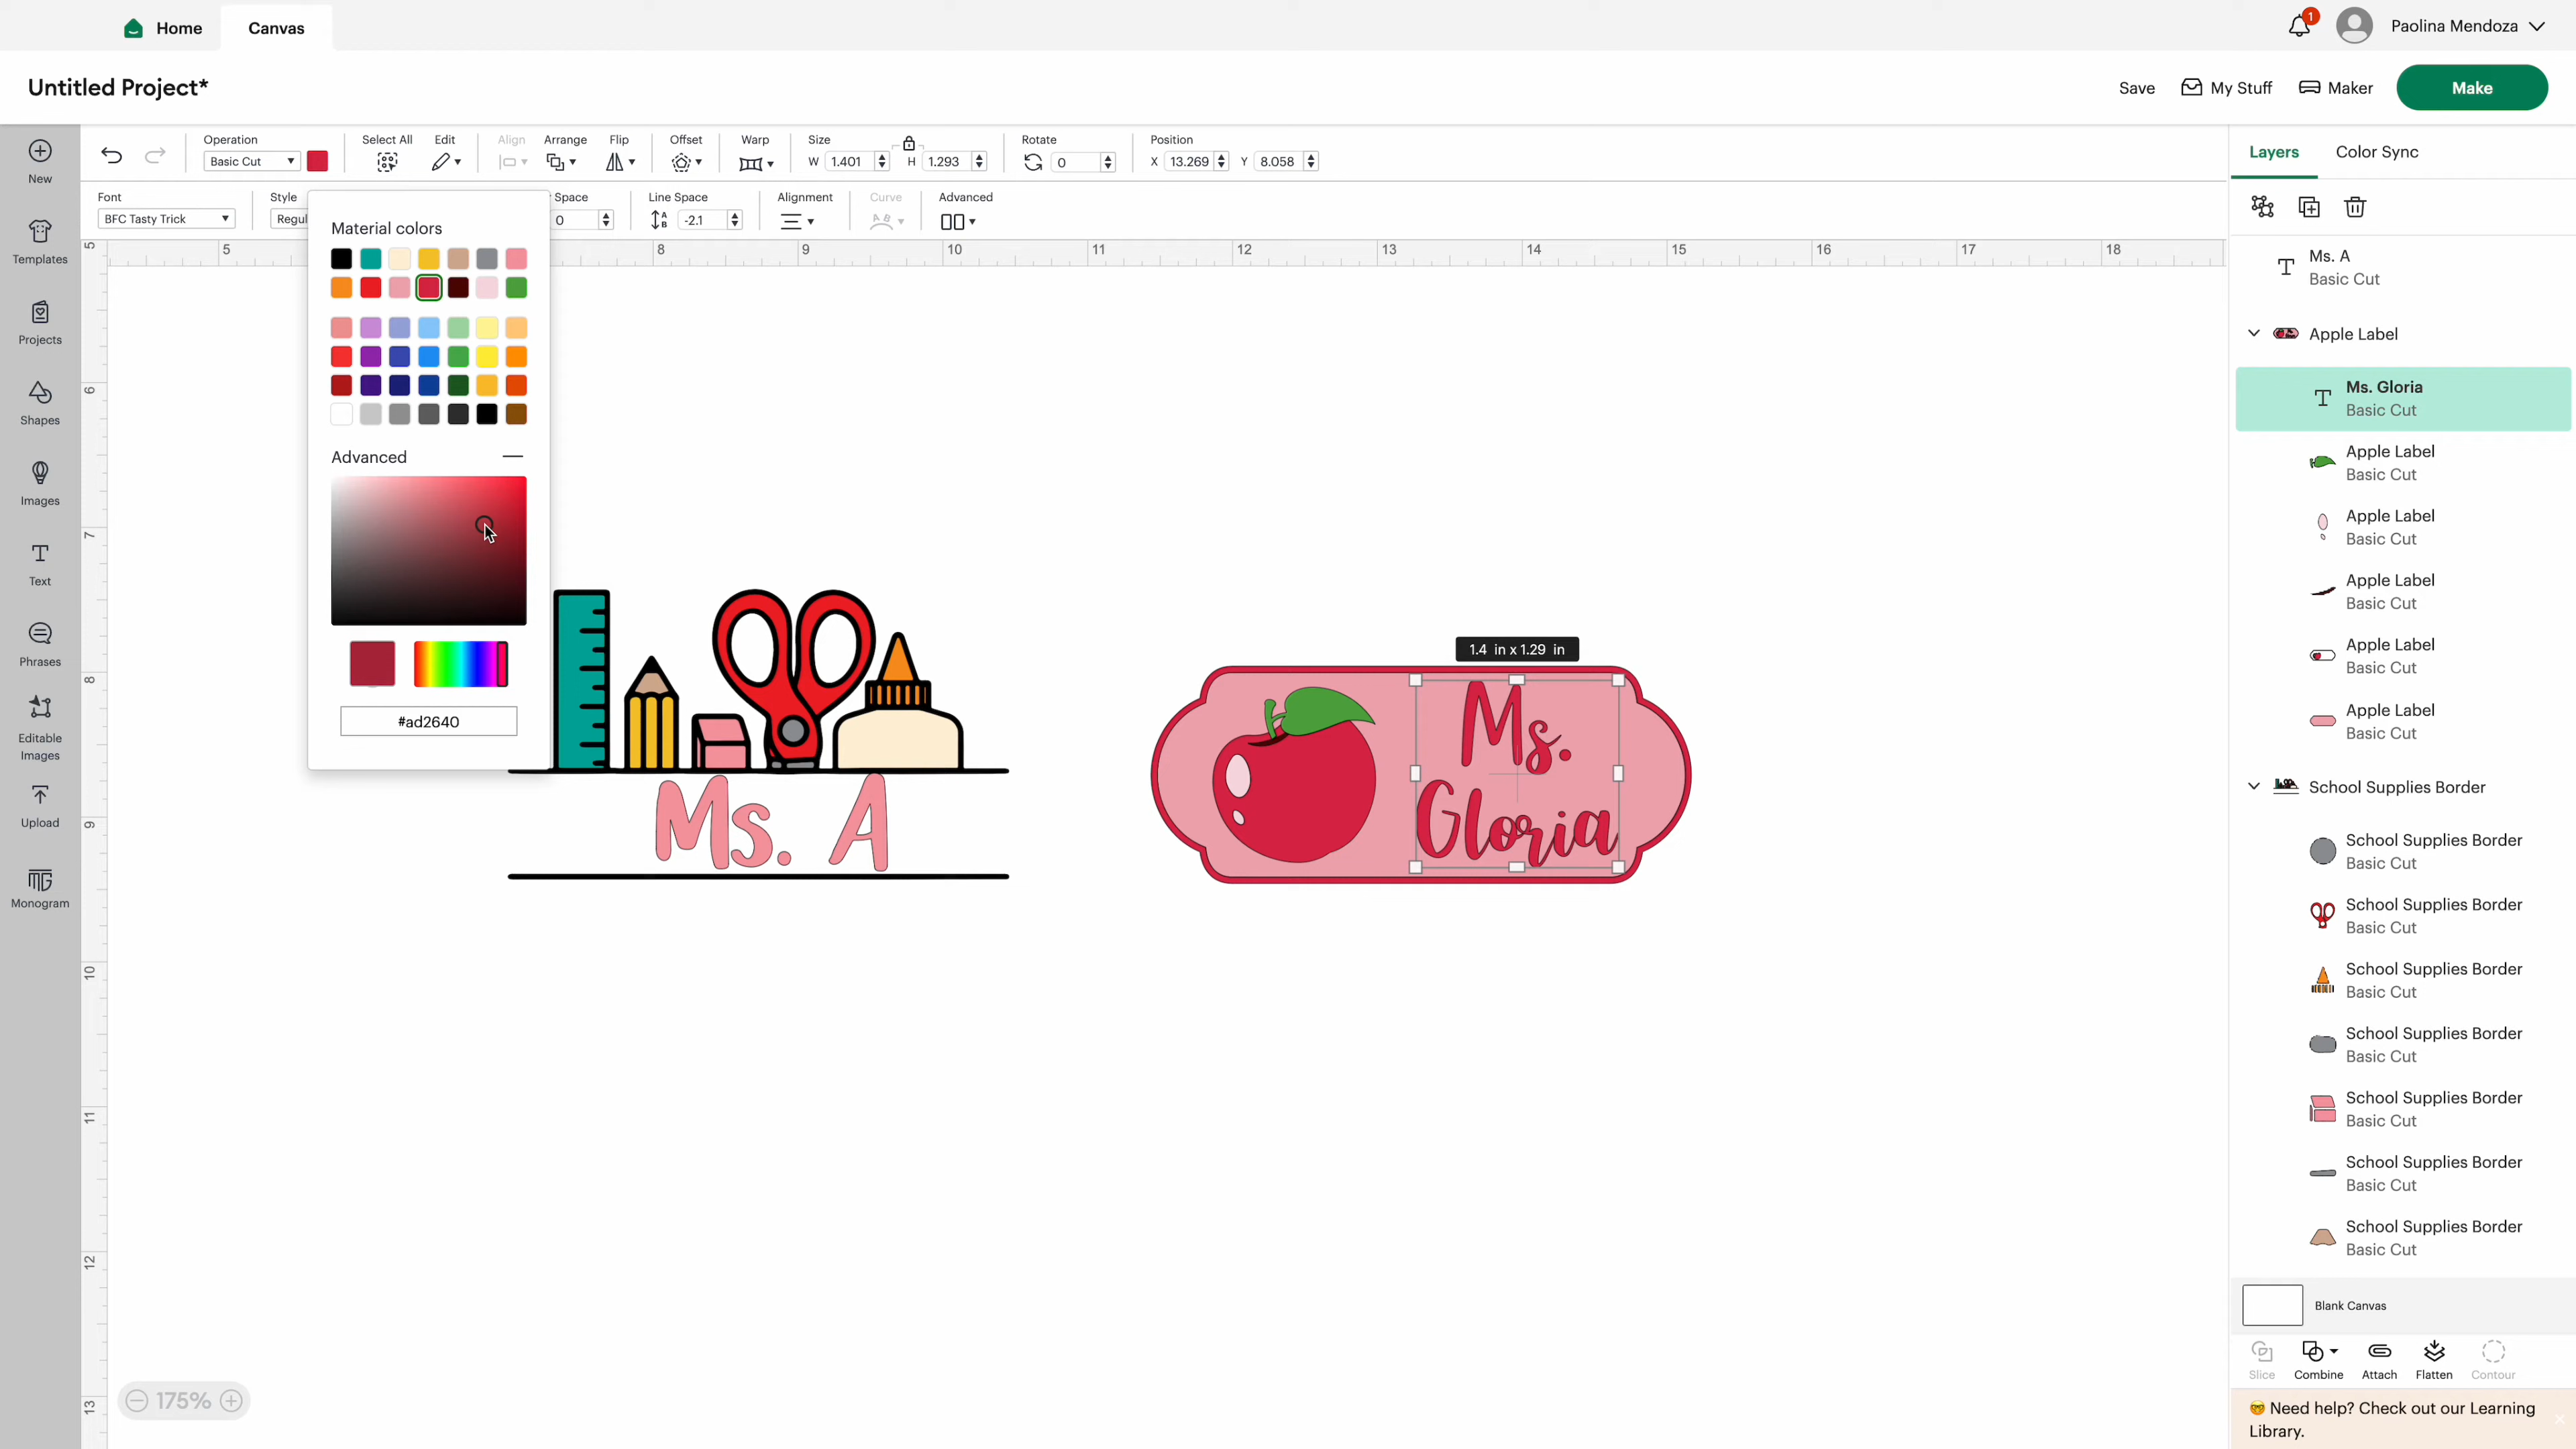 Home
Canvas
1
Paolina Mendoza
Untitled Project*
Save
My Stuff
Maker
Make
New
Templates
Projects
Shapes
Images
Text
Phrases
Editable
Images
Upload
Monogram
Operation
Basic Cut
Select All
Edit
Align
Arrange
Flip
Offset
Warp
Size
W 1.401
H 1.293
Rotate
0
Position
X 13.269
Y 8.058
Font
BFC Tasty Trick
Style
Regul
Space
0
Line Space
-2.1
Alignment
Curve
Advanced
5 8 9 10 11 12 13 14 15 16 17 18
5
6
7
8
9
10
11
12
13
Material colors
Advanced
#ad2640
Ms. A
1.4 in x 1.29 in
Ms.
Gloria
175%
Layers
Color Sync
Ms. A
Basic Cut
Apple Label
Ms. Gloria
Basic Cut
Apple Label
Basic Cut
Apple Label
Basic Cut
Apple Label
Basic Cut
Apple Label
Basic Cut
Apple Label
Basic Cut
School Supplies Border
School Supplies Border
Basic Cut
School Supplies Border
Basic Cut
School Supplies Border
Basic Cut
School Supplies Border
Basic Cut
School Supplies Border
Basic Cut
School Supplies Border
Basic Cut
School Supplies Border
Basic Cut
Blank Canvas
Slice
Combine
Attach
Flatten
Contour
Need help? Check out our Learning
Library.